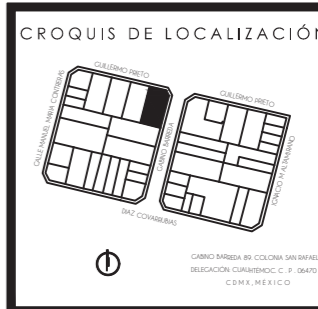 CROQUIS DE LOCALIZACIÓN
GUILLERMO PRIETO
GUILLERMO PRIETO
CALLE MANUEL MARIA CONTRERAS
GABINO BARREDA
IGNACIO M ALTAMIRANO
DIAZ COVARRUBIAS
GABINO BARREDA 89. COLONIA SAN RAFAEL
DELEGACIÓN: CUAUHTÉMOC. C . P . 06470
CDMX, MÉXICO